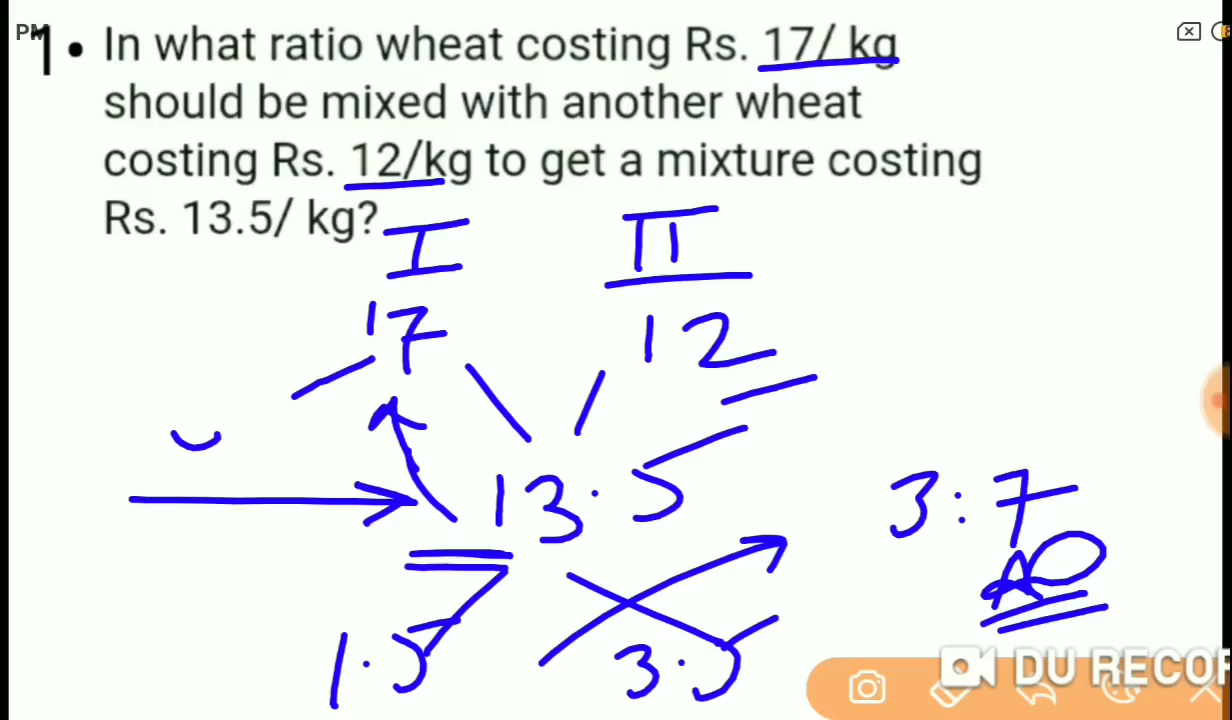 PM
1. In what ratio wheat costing Rs. 17/ kg
should be mixed with another wheat
costing Rs. 12/kg to get a mixture costing
Rs. 13.5/ kg?
I II
17 12
13.5
3:7
1.5 3.5
DU RECOR